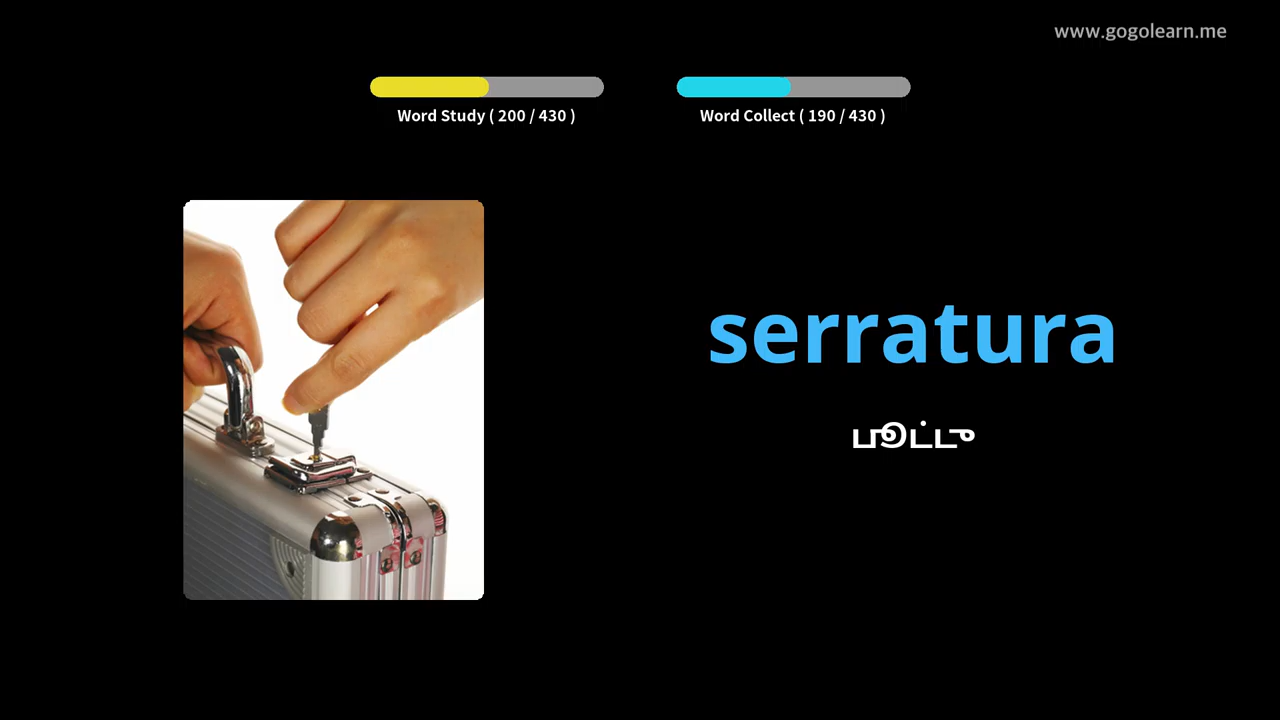 www.gogolearn.me
Word Study ( 200 / 430 )
Word Collect ( 190 / 430 )
serratura
பூட்டு